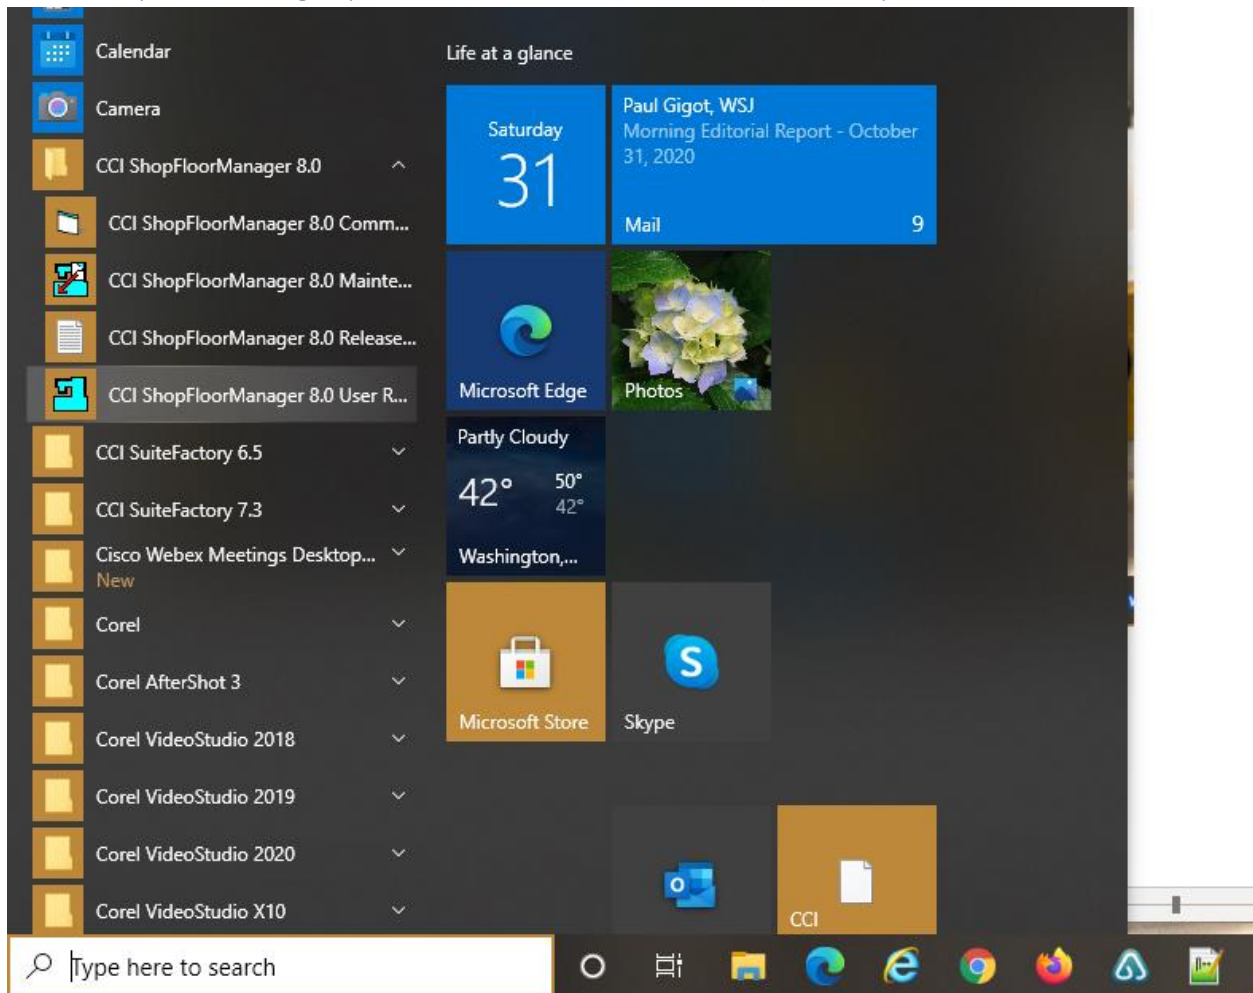 Calendar
Camera
CCI ShopFloorManager 8.0
CCI ShopFloorManager 8.0 Comm...
CCI ShopFloorManager 8.0 Mainte...
CCI ShopFloorManager 8.0 Release...
CCI ShopFloorManager 8.0 User R...
CCI SuiteFactory 6.5
CCI SuiteFactory 7.3
Cisco Webex Meetings Desktop...
New
Corel
Corel AfterShot 3
Corel VideoStudio 2018
Corel VideoStudio 2019
Corel VideoStudio 2020
Corel VideoStudio X10
Life at a glance
Saturday
31
Paul Gigot, WSJ
Morning Editorial Report - October
31, 2020
Mail 9
Microsoft Edge
Photos
Partly Cloudy
42° 50°
42°
Washington,...
Microsoft Store
Skype
CCI
Type here to search